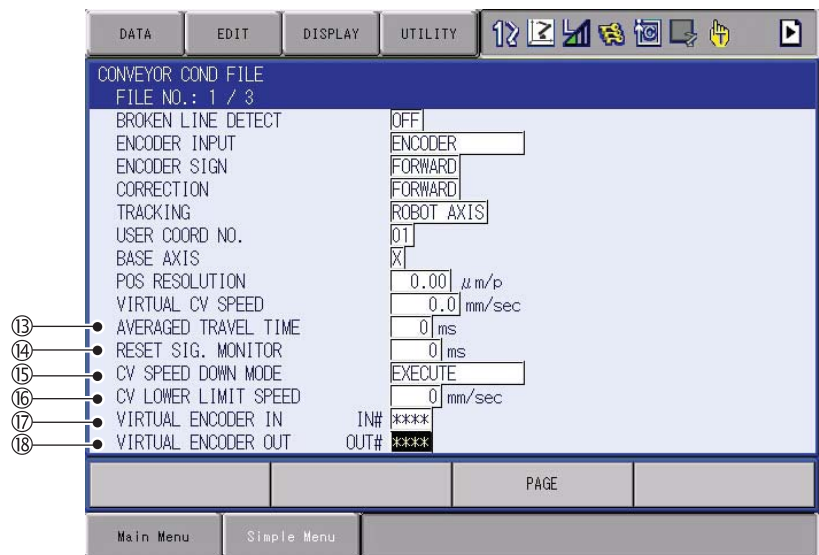 DATA EDIT DISPLAY UTILITY
CONVEYOR COND FILE
FILE NO.: 1 / 3
BROKEN LINE DETECT OFF
ENCODER INPUT ENCODER
ENCODER SIGN FORWARD
CORRECTION FORWARD
TRACKING ROBOT AXIS
USER COORD NO. 01
BASE AXIS X
POS RESOLUTION 0.00 μm/p
VIRTUAL CV SPEED 0.0 mm/sec
⑬ AVERAGED TRAVEL TIME 0 ms
⑭ RESET SIG. MONITOR 0 ms
⑮ CV SPEED DOWN MODE EXECUTE
⑯ CV LOWER LIMIT SPEED 0 mm/sec
⑰ VIRTUAL ENCODER IN IN# ****
⑱ VIRTUAL ENCODER OUT OUT# ****
PAGE
Main Menu Simple Menu